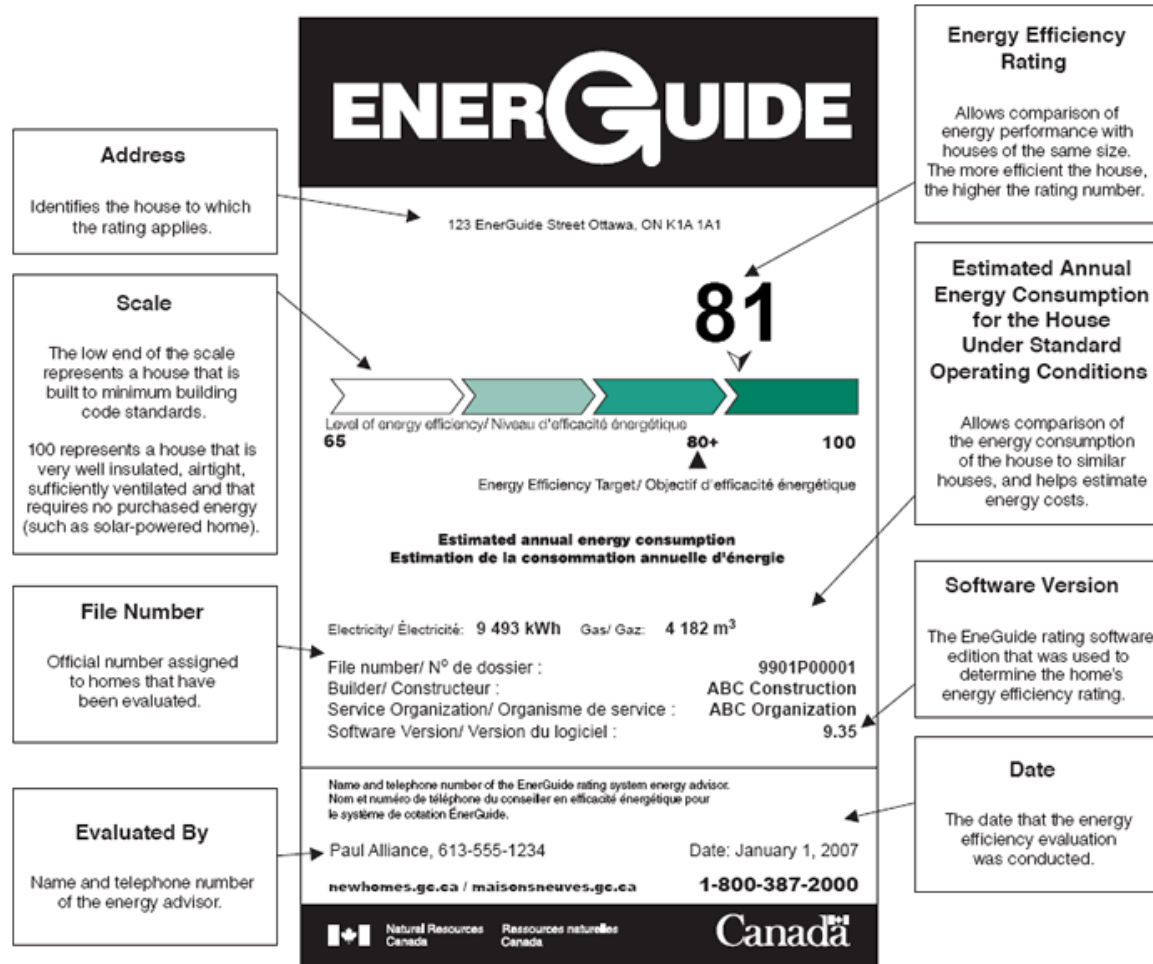 ENERGUIDE
Address
Identifies the house to which
the rating applies.
Scale
The low end of the scale
represents a house that is
built to minimum building
code standards.
100 represents a house that is
very well insulated, airtight,
sufficiently ventilated and that
requires no purchased energy
(such as solar-powered home).
File Number
Official number assigned
to homes that have
been evaluated.
Evaluated By
Name and telephone number
of the energy advisor.
123 EnerGuide Street Ottawa, ON K1A 1A1
81
Level of energy efficiency/ Niveau d'efficacité énergétique
65 80+ 100
Energy Efficiency Target/ Objectif d'efficacité énergétique
Estimated annual energy consumption
Estimation de la consommation annuelle d'énergie
Electricity/ Électricité: 9 493 kWh Gas/ Gaz: 4 182 m³
File number/ Nº de dossier : 9901P00001
Builder/ Constructeur : ABC Construction
Service Organization/ Organisme de service : ABC Organization
Software Version/ Version du logiciel : 9.35
Name and telephone number of the EnerGuide rating system energy advisor.
Nom et numéro de téléphone du conseiller en efficacité énergétique pour
le système de cotation ÉnerGuide.
Paul Alliance, 613-555-1234 Date: January 1, 2007
newhomes.gc.ca / maisonsneuves.gc.ca 1-800-387-2000
Natural Resources Ressources naturelles
Canada Canada
Canada
Energy Efficiency
Rating
Allows comparison of
energy performance with
houses of the same size.
The more efficient the house,
the higher the rating number.
Estimated Annual
Energy Consumption
for the House
Under Standard
Operating Conditions
Allows comparison of
the energy consumption
of the house to similar
houses, and helps estimate
energy costs.
Software Version
The EneGuide rating software
edition that was used to
determine the home's
energy efficiency rating.
Date
The date that the energy
efficiency evaluation
was conducted.